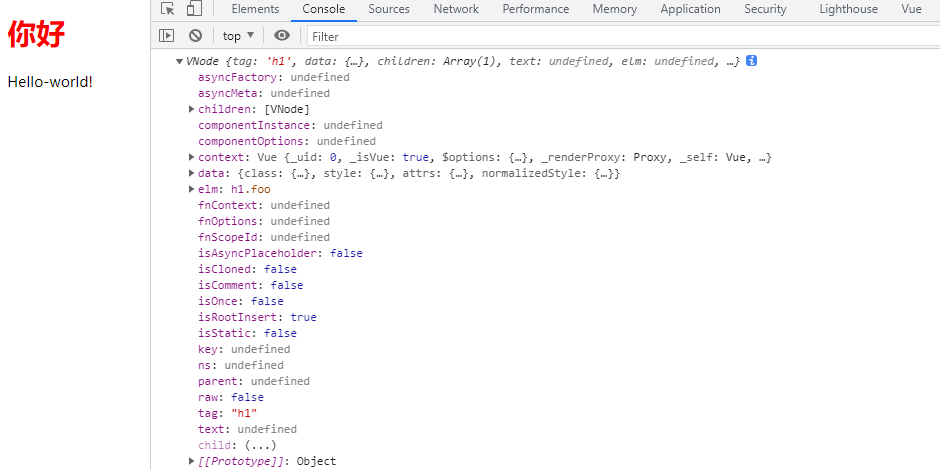 你好
Hello-world!
Elements Console Sources Network Performance Memory Application Security Lighthouse Vue
top ▼ Filter
▼VNode {tag: 'h1', data: {…}, children: Array(1), text: undefined, elm: undefined, …} i
asyncFactory: undefined
asyncMeta: undefined
▶children: [VNode]
componentInstance: undefined
componentOptions: undefined
▶context: Vue {_uid: 0, _isVue: true, $options: {…}, _renderProxy: Proxy, _self: Vue, …}
▶data: {class: {…}, style: {…}, attrs: {…}, normalizedStyle: {…}}
▶elm: h1.foo
fnContext: undefined
fnOptions: undefined
fnScopeId: undefined
isAsyncPlaceholder: false
isCloned: false
isComment: false
isOnce: false
isRootInsert: true
isStatic: false
key: undefined
ns: undefined
parent: undefined
raw: false
tag: "h1"
text: undefined
child: (...)
▶[[Prototype]]: Object